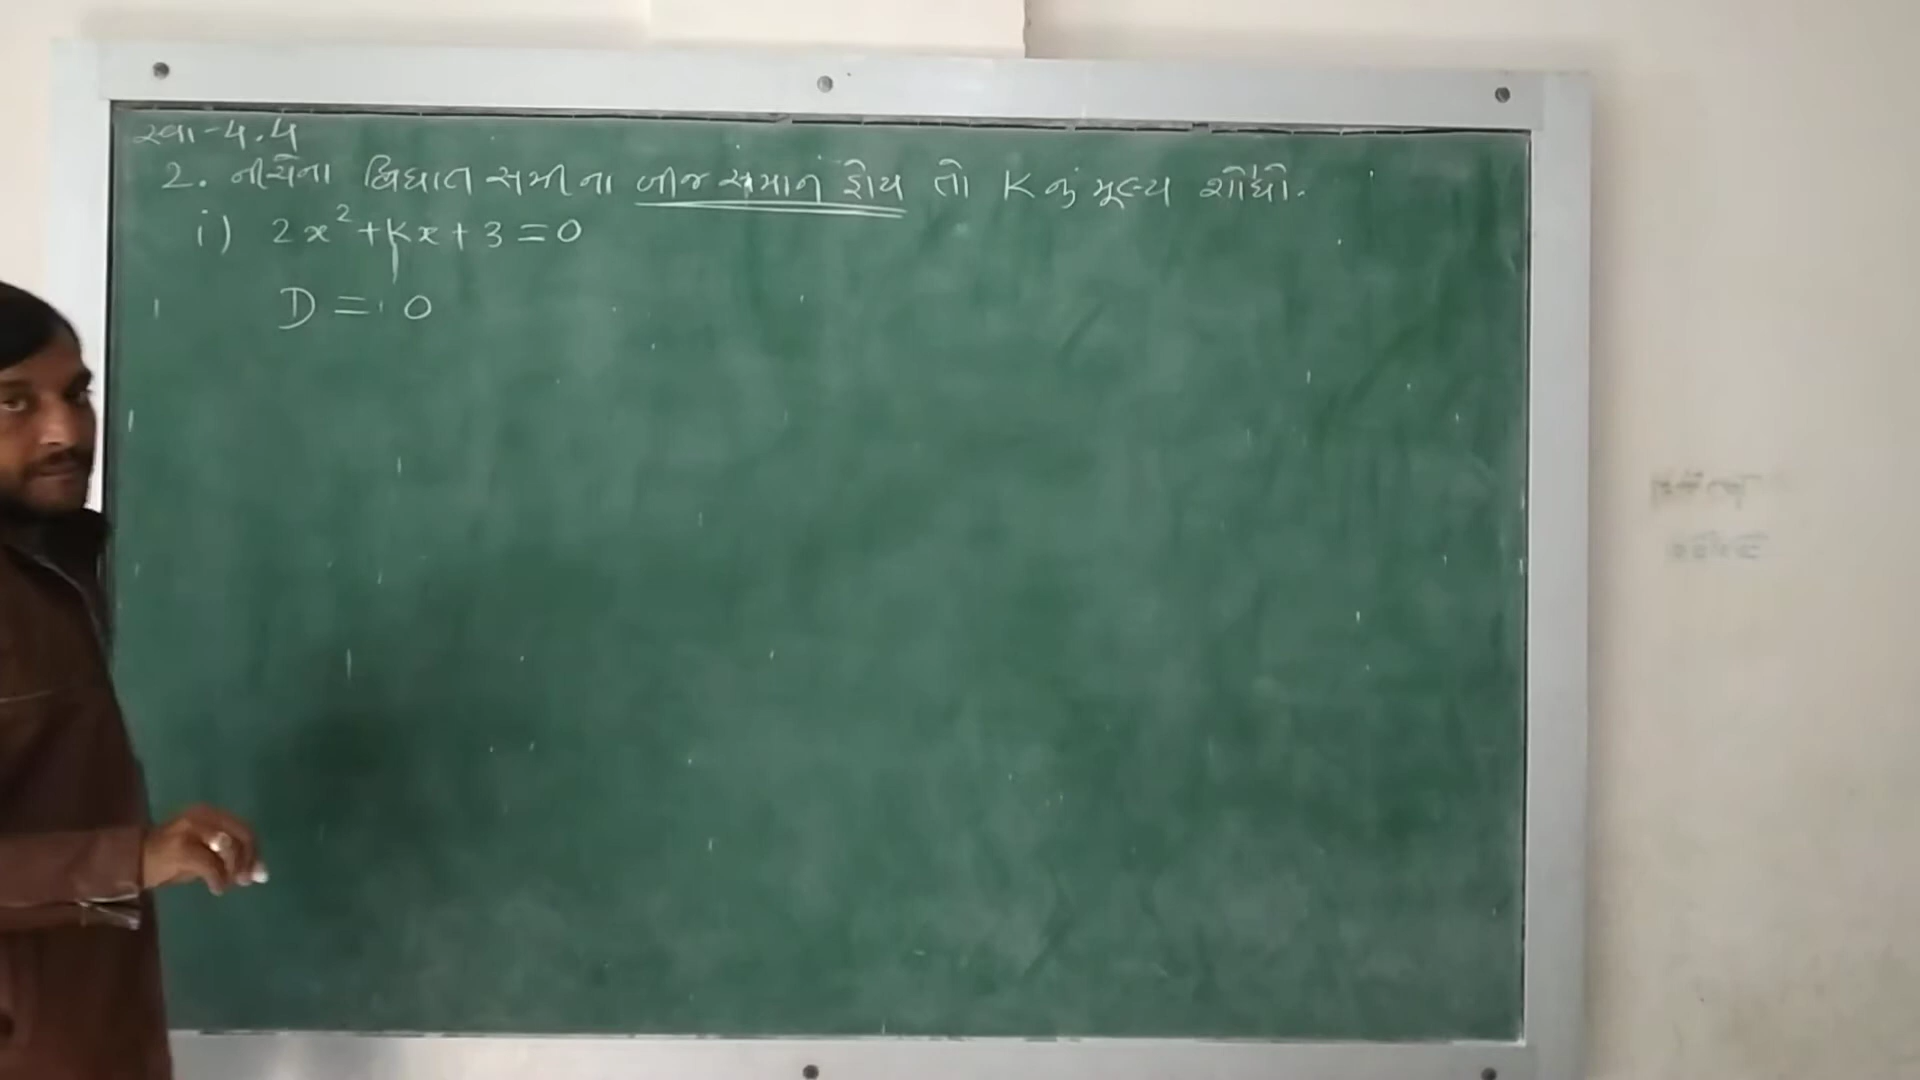 સ્વા-4.4
2. નીચેના દ્વિઘાત સમી ના બીજ સમાન હોય તો K નું મૂલ્ય શોધો.
i) 2x² + Kx + 3 = 0
D = 0